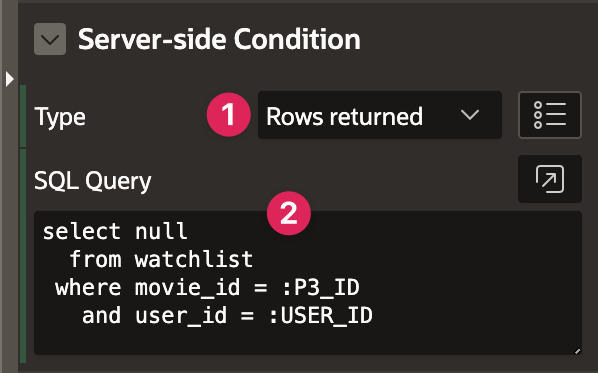 Server-side Condition
Type
1
Rows returned
SQL Query
2
select null
  from watchlist
 where movie_id = :P3_ID
   and user_id = :USER_ID